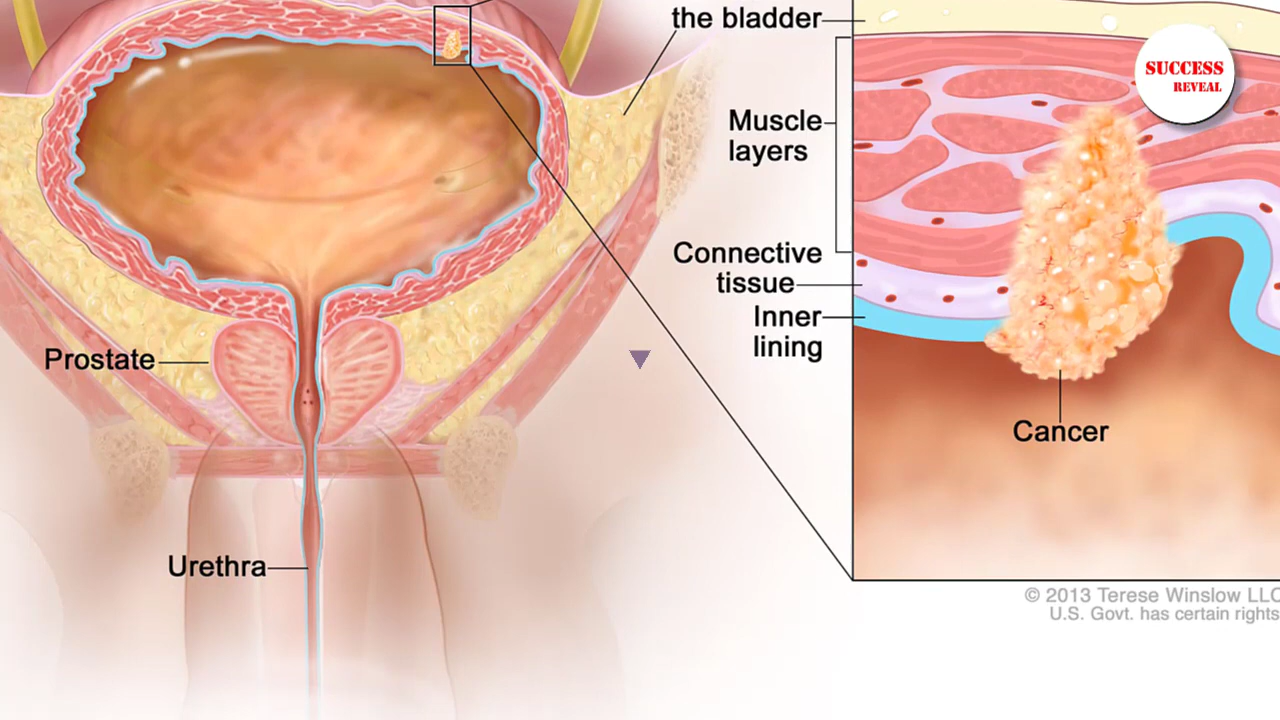 the bladder
Muscle
layers
Connective
tissue
Inner
lining
Prostate
Urethra
Cancer
SUCCESS
REVEAL
© 2013 Terese Winslow LLC
U.S. Govt. has certain rights